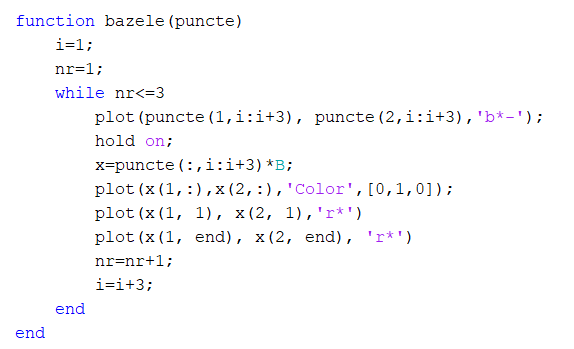 function bazele(puncte)
    i=1;
    nr=1;
    while nr<=3
        plot(puncte(1,i:i+3), puncte(2,i:i+3),'b*-');
        hold on;
        x=puncte(:,i:i+3)*B;
        plot(x(1,:),x(2,:),'Color',[0,1,0]);
        plot(x(1, 1), x(2, 1),'r*')
        plot(x(1, end), x(2, end), 'r*')
        nr=nr+1;
        i=i+3;
    end
end